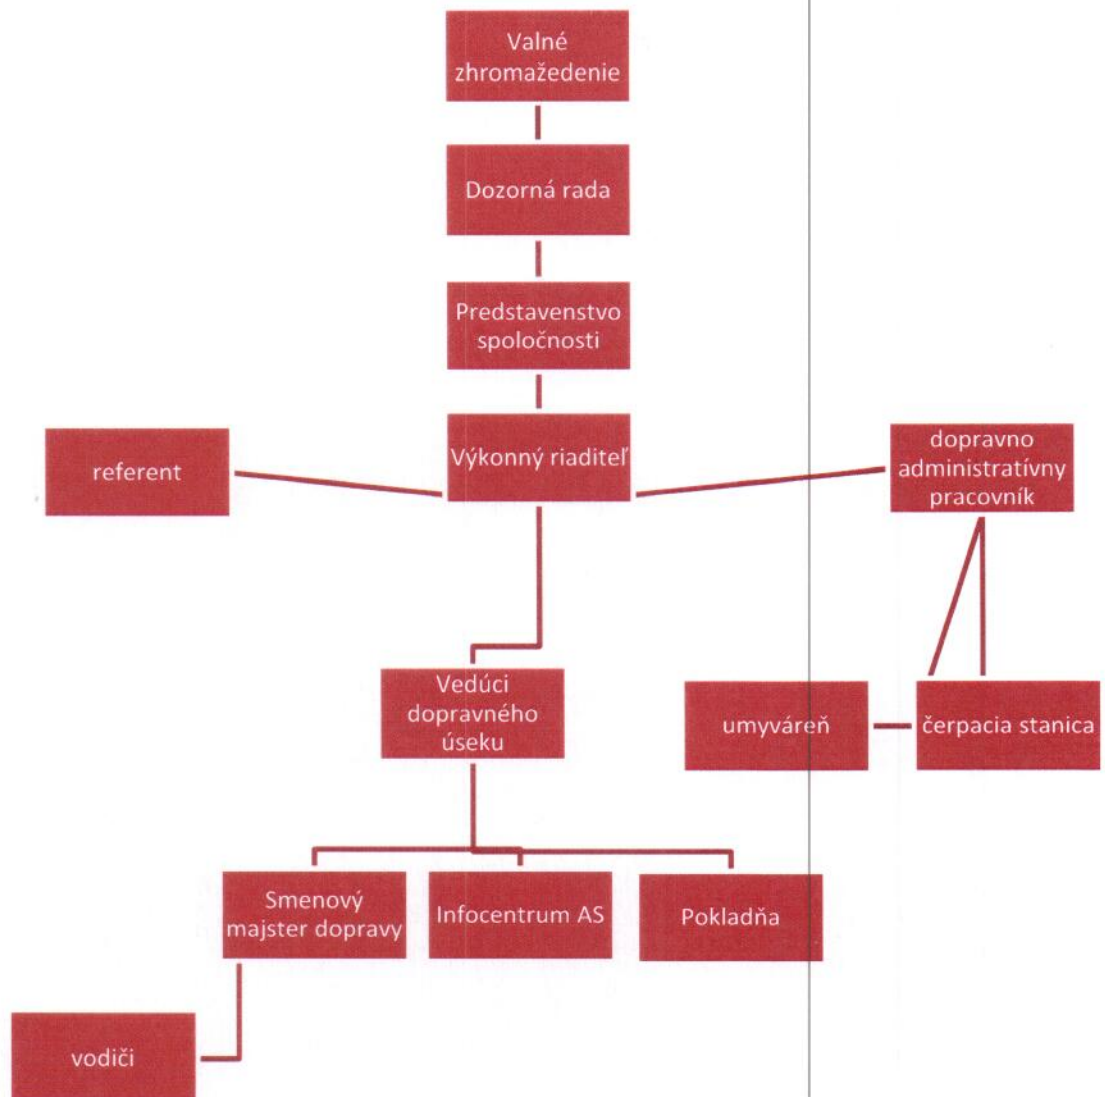 Valné
zhromažedenie
Dozorná rada
Predstavenstvo
spoločnosti
referent
Výkonný riaditeľ
dopravno
administratívny
pracovník
Vedúci
dopravného
úseku
umyváreň
čerpacia stanica
Smenový
majster dopravy
Infocentrum AS
Pokladňa
vodiči